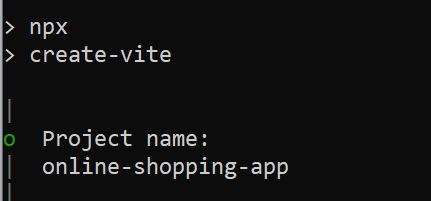 > npx
> create-vite
|
o Project name:
| online-shopping-app
|